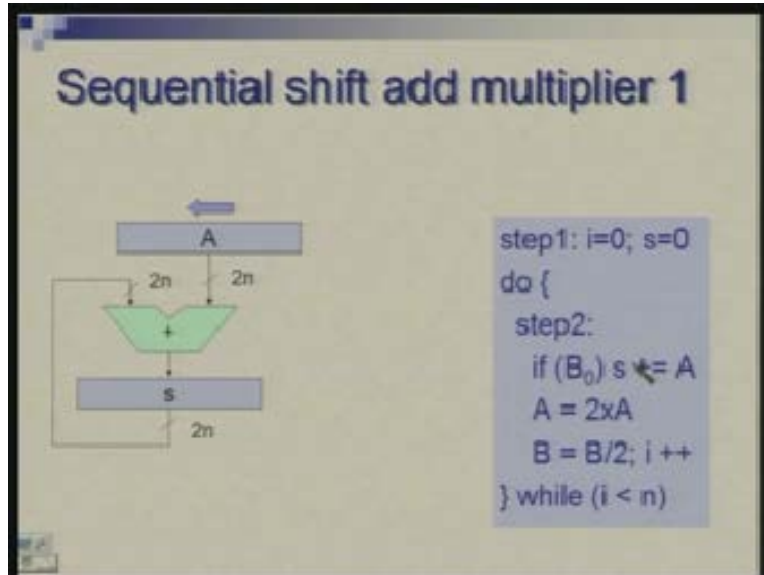 Sequential shift add multiplier 1
A
2n
2n
+
s
2n
step1: i=0; s=0
do {
step2:
if (B₀) s += A
A = 2xA
B = B/2; i ++
} while (i < n)